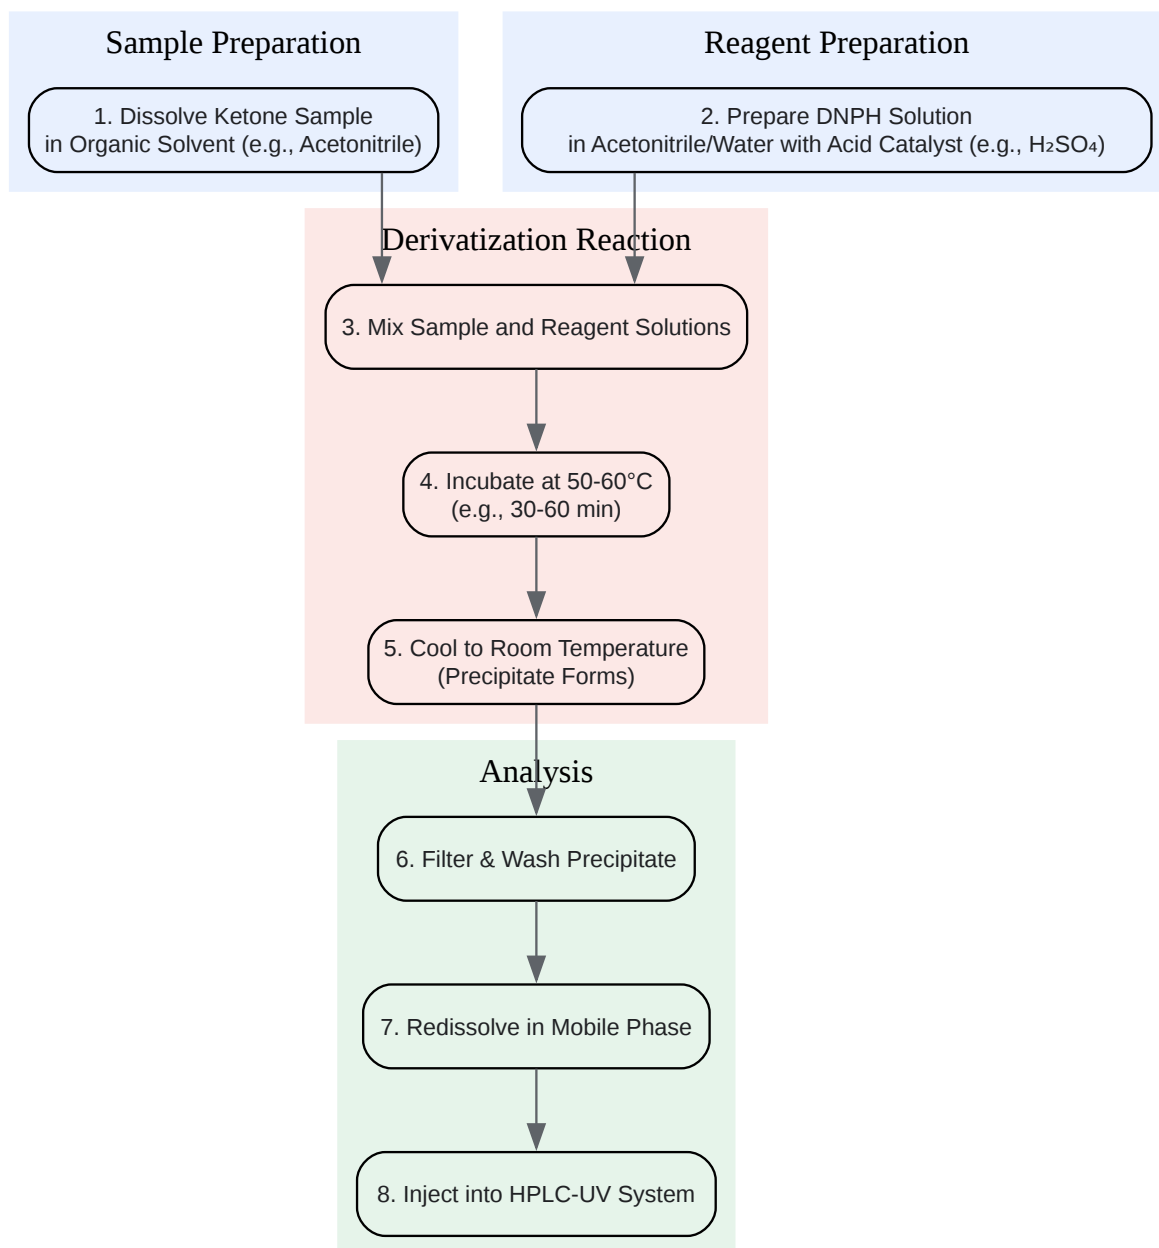 Sample Preparation
Reagent Preparation
1. Dissolve Ketone Sample
in Organic Solvent (e.g., Acetonitrile)
2. Prepare DNPH Solution
in Acetonitrile/Water with Acid Catalyst (e.g., H₂SO₄)
Derivatization Reaction
3. Mix Sample and Reagent Solutions
4. Incubate at 50-60°C
(e.g., 30-60 min)
5. Cool to Room Temperature
(Precipitate Forms)
Analysis
6. Filter & Wash Precipitate
7. Redissolve in Mobile Phase
8. Inject into HPLC-UV System